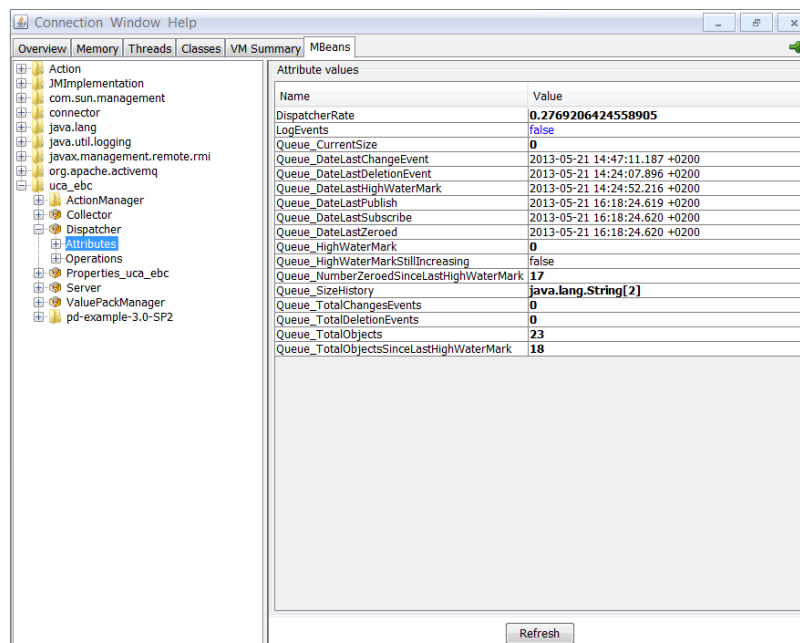 Connection Window Help
Overview Memory Threads Classes VM Summary MBeans
Action
JMImplementation
com.sun.management
connector
java.lang
java.util.logging
javax.management.remote.rmi
org.apache.activemq
uca_ebc
ActionManager
Collector
Dispatcher
Attributes
Operations
Properties_uca_ebc
Server
ValuePackManager
pd-example-3.0-SP2
Attribute values
Name Value
DispatcherRate 0.2769206424558905
LogEvents false
Queue_CurrentSize 0
Queue_DateLastChangeEvent 2013-05-21 14:47:11.187 +0200
Queue_DateLastDeletionEvent 2013-05-21 14:24:07.896 +0200
Queue_DateLastHighWaterMark 2013-05-21 14:24:52.216 +0200
Queue_DateLastPublish 2013-05-21 16:18:24.619 +0200
Queue_DateLastSubscribe 2013-05-21 16:18:24.620 +0200
Queue_DateLastZeroed 2013-05-21 16:18:24.620 +0200
Queue_HighWaterMark 0
Queue_HighWaterMarkStillIncreasing false
Queue_NumberZeroedSinceLastHighWaterMark 17
Queue_SizeHistory java.lang.String[2]
Queue_TotalChangesEvents 0
Queue_TotalDeletionEvents 0
Queue_TotalObjects 23
Queue_TotalObjectsSinceLastHighWaterMark 18
Refresh